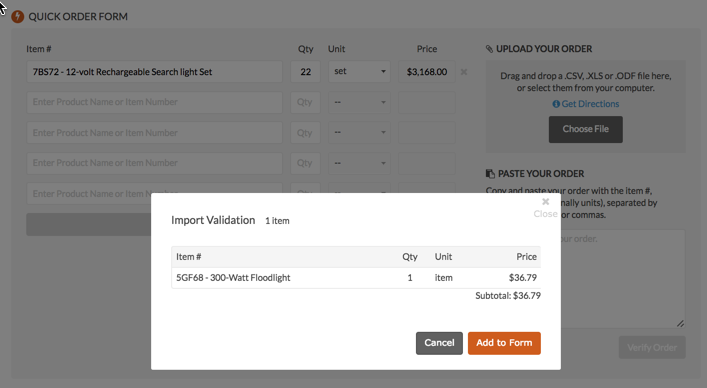 QUICK ORDER FORM
Item # Qty Unit Price
7BS72 - 12-volt Rechargeable Search light Set 22 set $3,168.00
Enter Product Name or Item Number Qty --
Enter Product Name or Item Number Qty --
Enter Product Name or Item Number Qty --
Enter Product Name or Item N
UPLOAD YOUR ORDER
Drag and drop a .CSV, .XLS or .ODF file here,
or select them from your computer.
Get Directions
Choose File
PASTE YOUR ORDER
Copy and paste your order with the item #,
nally units), separated by
or commas.
our order.
Verify Order
Close
Import Validation 1 item
Item # Qty Unit Price
5GF68 - 300-Watt Floodlight 1 item $36.79
Subtotal: $36.79
Cancel Add to Form